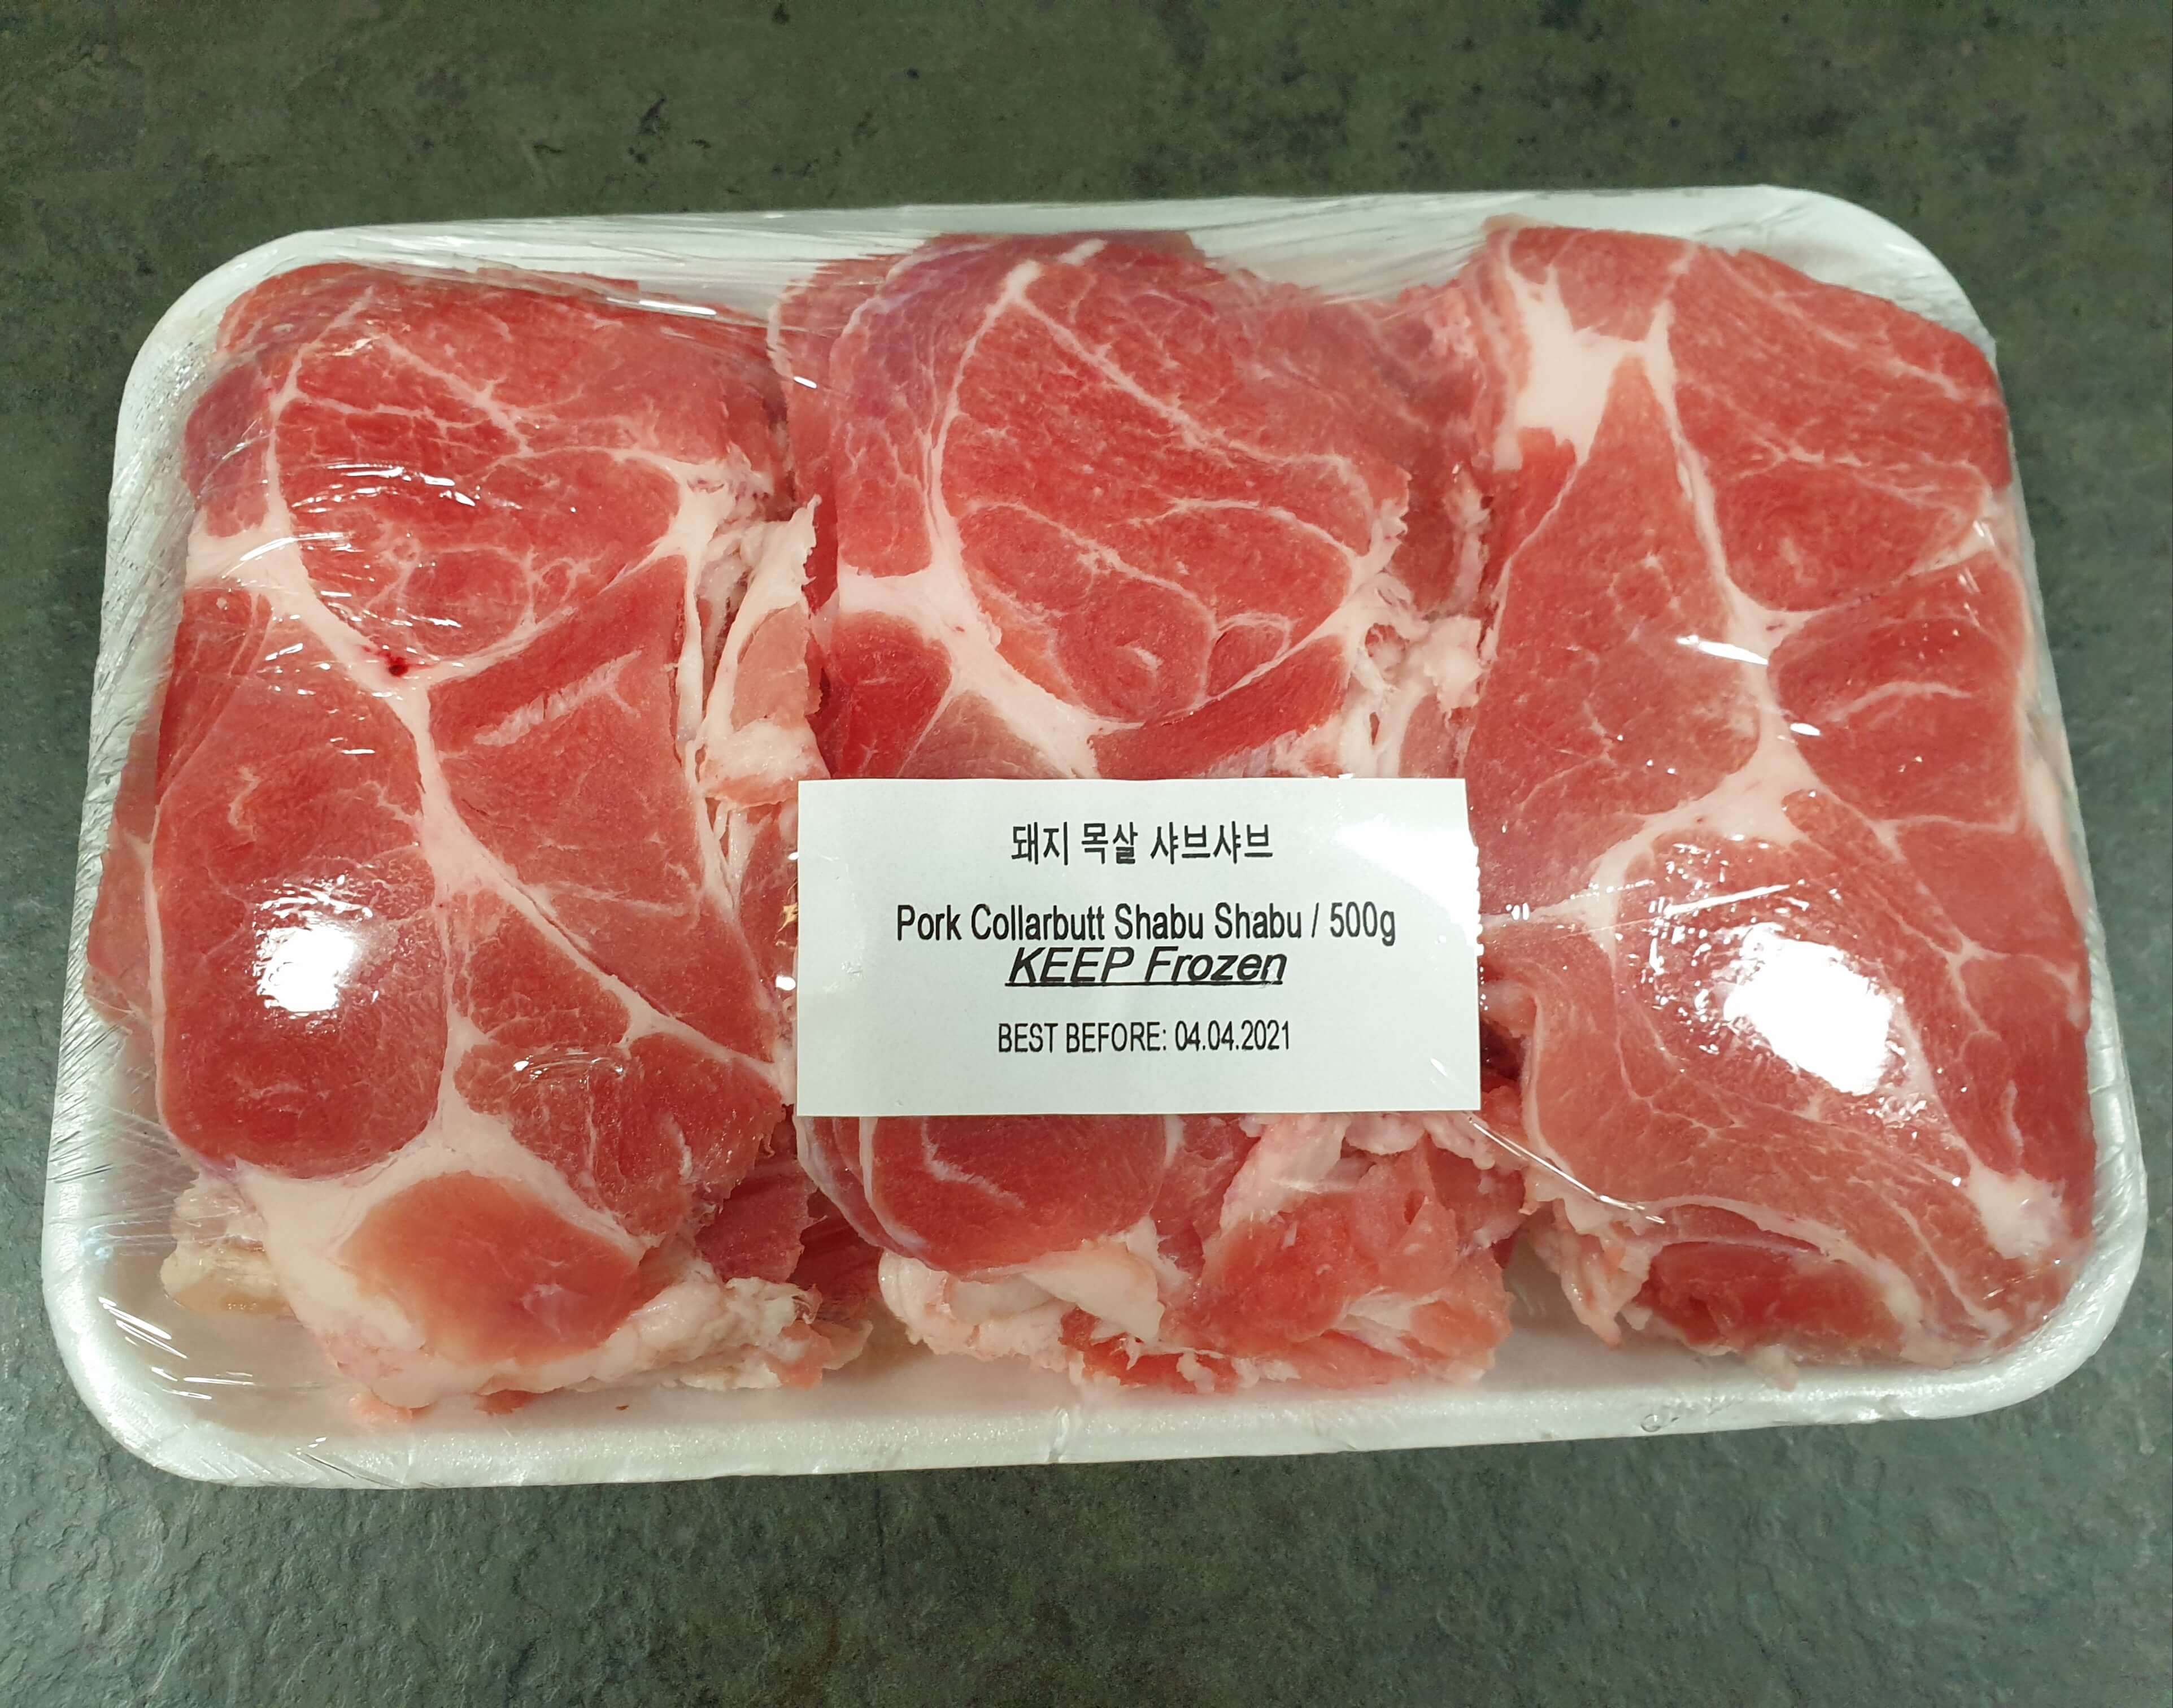 돼지 목살 샤브샤브
Pork Collarbutt Shabu Shabu / 500g
KEEP Frozen
BEST BEFORE: 04.04.2021